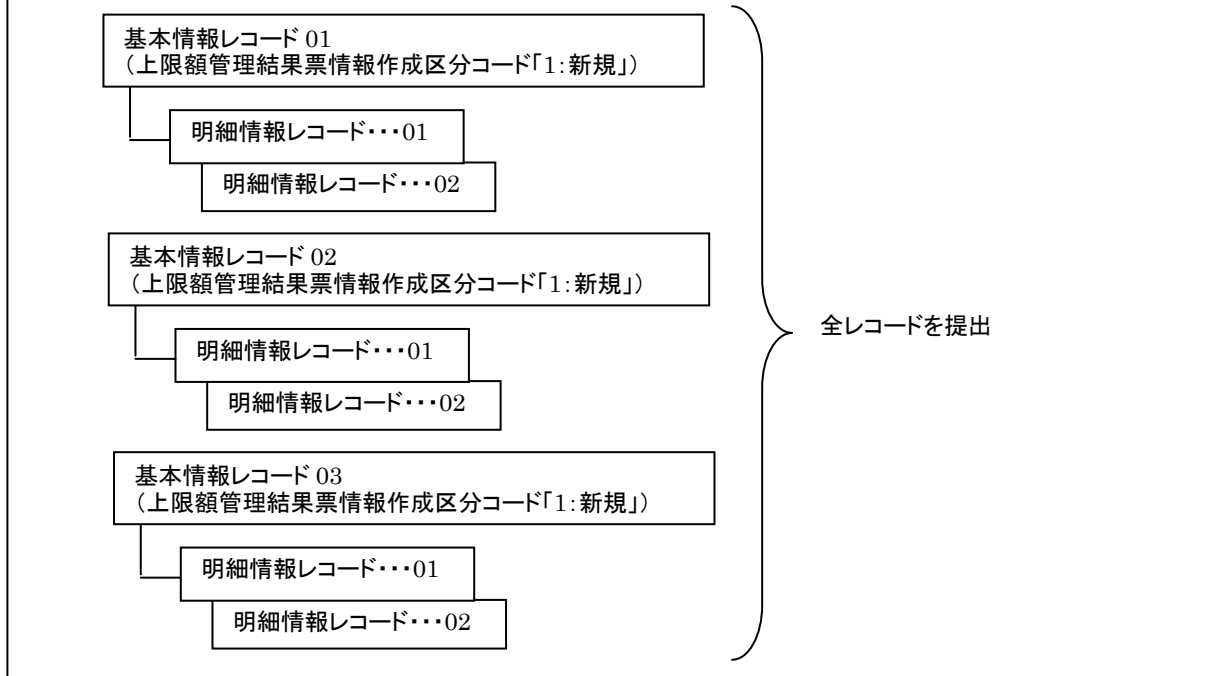 基本情報レコード 01
（上限額管理結果票情報作成区分コード「1：新規」）
明細情報レコード・・・01
明細情報レコード・・・02
基本情報レコード 02
（上限額管理結果票情報作成区分コード「1：新規」）
明細情報レコード・・・01
明細情報レコード・・・02
全レコードを提出
基本情報レコード 03
（上限額管理結果票情報作成区分コード「1：新規」）
明細情報レコード・・・01
明細情報レコード・・・02